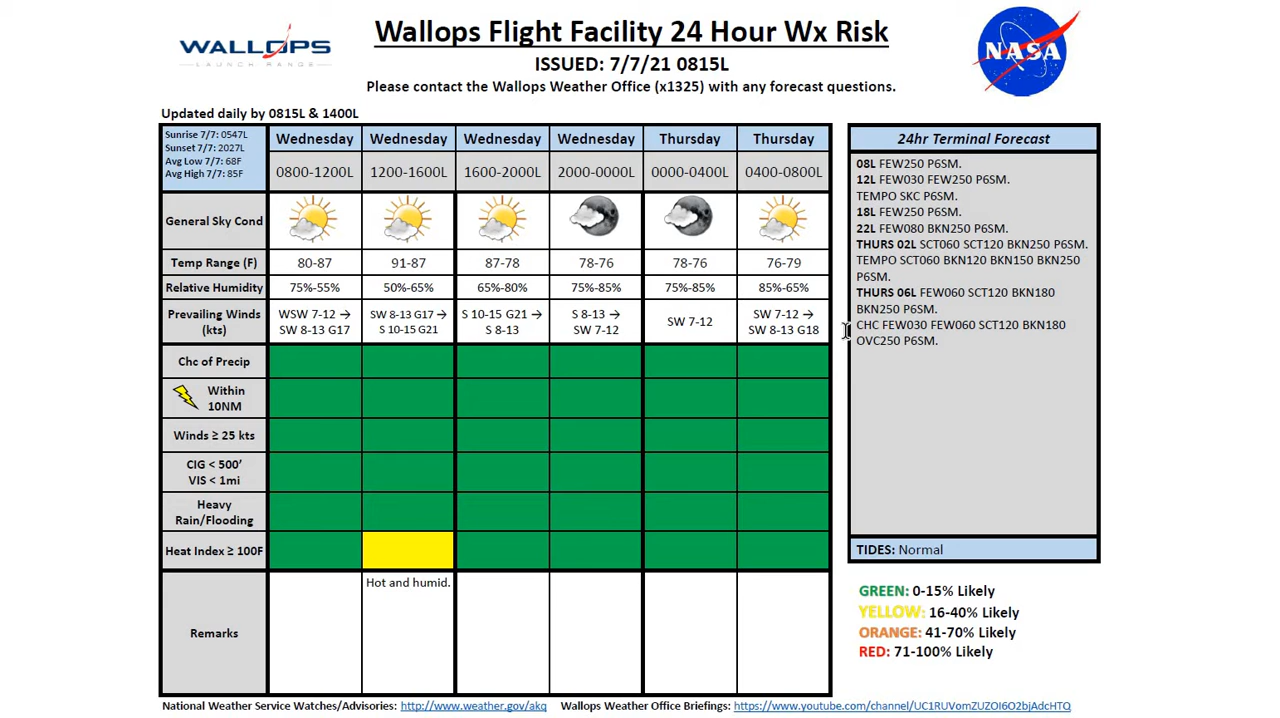 WALLOPS
LAUNCH RANGE
Wallops Flight Facility 24 Hour Wx Risk
ISSUED: 7/7/21 0815L
Please contact the Wallops Weather Office (x1325) with any forecast questions.
NASA
Updated daily by 0815L & 1400L
Sunrise 7/7: 0547L
Sunset 7/7: 2027L
Avg Low 7/7: 68F
Avg High 7/7: 85F
Wednesday Wednesday Wednesday Wednesday Thursday Thursday
0800-1200L 1200-1600L 1600-2000L 2000-0000L 0000-0400L 0400-0800L
General Sky Cond
Temp Range (F) 80-87 91-87 87-78 78-76 78-76 76-79
Relative Humidity 75%-55% 50%-65% 65%-80% 75%-85% 75%-85% 85%-65%
Prevailing Winds WSW 7-12 → SW 8-13 G17 → S 10-15 G21 → S 8-13 → SW 7-12 SW 7-12 →
(kts) SW 8-13 G17 S 10-15 G21 S 8-13 SW 7-12 SW 8-13 G18
Chc of Precip
Within
10NM
Winds ≥ 25 kts
CIG < 500'
VIS < 1mi
Heavy
Rain/Flooding
Heat Index ≥ 100F
Hot and humid.
Remarks
24hr Terminal Forecast
08L FEW250 P6SM.
12L FEW030 FEW250 P6SM.
TEMPO SKC P6SM.
18L FEW250 P6SM.
22L FEW080 BKN250 P6SM.
THURS 02L SCT060 SCT120 BKN250 P6SM.
TEMPO SCT060 BKN120 BKN150 BKN250
P6SM.
THURS 06L FEW060 SCT120 BKN180
BKN250 P6SM.
CHC FEW030 FEW060 SCT120 BKN180
OVC250 P6SM.
TIDES: Normal
GREEN: 0-15% Likely
YELLOW: 16-40% Likely
ORANGE: 41-70% Likely
RED: 71-100% Likely
National Weather Service Watches/Advisories: http://www.weather.gov/akq Wallops Weather Office Briefings: https://www.youtube.com/channel/UC1RUVomZUZOI6O2bjAdcHTQ